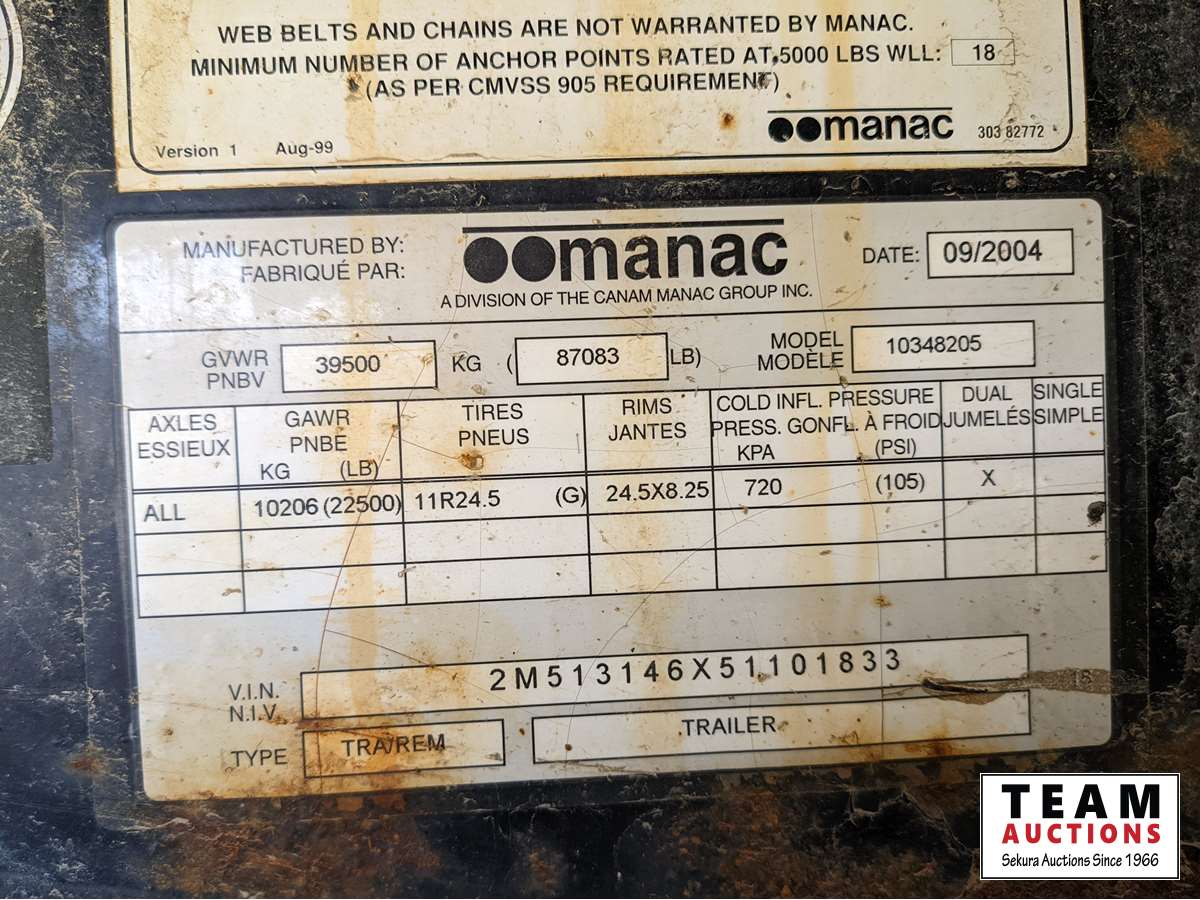 WEB BELTS AND CHAINS ARE NOT WARRANTED BY MANAC.
MINIMUM NUMBER OF ANCHOR POINTS RATED AT 5000 LBS WLL: 18
(AS PER CMVSS 905 REQUIREMENT)
manac 303 82772
Version 1 Aug-99
MANUFACTURED BY:
FABRIQUÉ PAR:
manac
A DIVISION OF THE CANAM MANAC GROUP INC.
DATE: 09/2004
GVWR
PNBV
39500 KG ( 87083 LB)
MODEL
MODÈLE
10348205
AXLES
ESSIEUX
GAWR
PNBE
KG (LB)
TIRES
PNEUS
RIMS
JANTES
COLD INFL. PRESSURE
PRESS. GONFL. À FROID
KPA (PSI)
DUAL
JUMELÉS
SINGLE
SIMPLE
ALL 10206 (22500) 11R24.5 (G) 24.5X8.25 720 (105) X
V.I.N.
N.I.V.
2M513146X51101833
TYPE TRA/REM TRAILER
TEAM
AUCTIONS
Sekura Auctions Since 1966